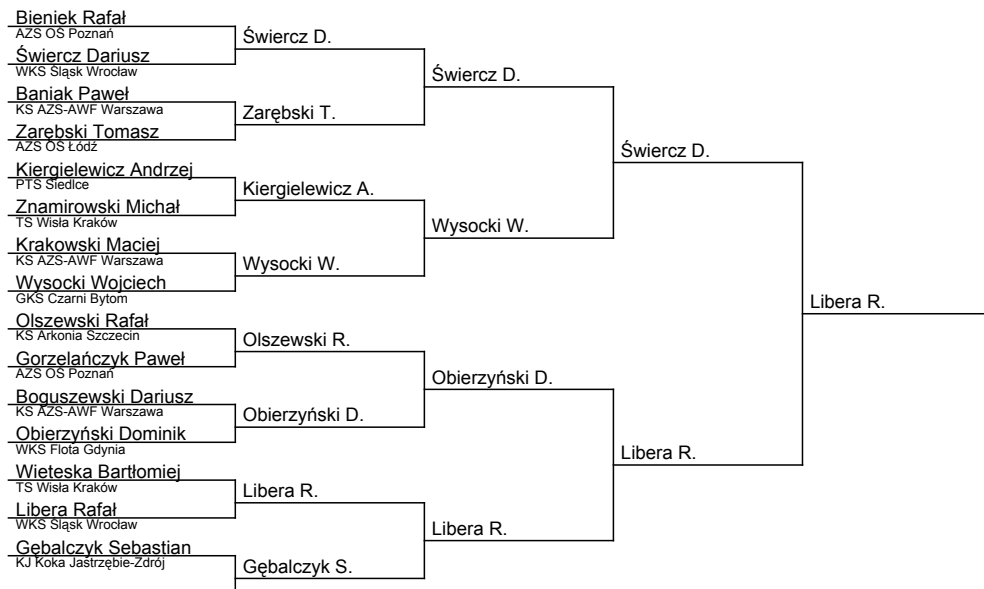 Bieniek Rafał
AZS OŚ Poznań
Świercz D.
Świercz Dariusz
WKS Śląsk Wrocław
Świercz D.
Baniak Paweł
KS AZS-AWF Warszawa
Zarębski T.
Zarębski Tomasz
AZS OŚ Łódź
Świercz D.
Kiergielewicz Andrzej
PTS Siedlce
Kiergielewicz A.
Znamirowski Michał
TS Wisła Kraków
Wysocki W.
Krakowski Maciej
KS AZS-AWF Warszawa
Wysocki W.
Wysocki Wojciech
GKS Czarni Bytom
Libera R.
Olszewski Rafał
KS Arkonia Szczecin
Olszewski R.
Gorzelańczyk Paweł
AZS OŚ Poznań
Obierzyński D.
Boguszewski Dariusz
KS AZS-AWF Warszawa
Obierzyński D.
Obierzyński Dominik
WKS Flota Gdynia
Libera R.
Wieteska Bartłomiej
TS Wisła Kraków
Libera R.
Libera Rafał
WKS Śląsk Wrocław
Libera R.
Gębalczyk Sebastian
KJ Koka Jastrzębie-Zdrój
Gębalczyk S.